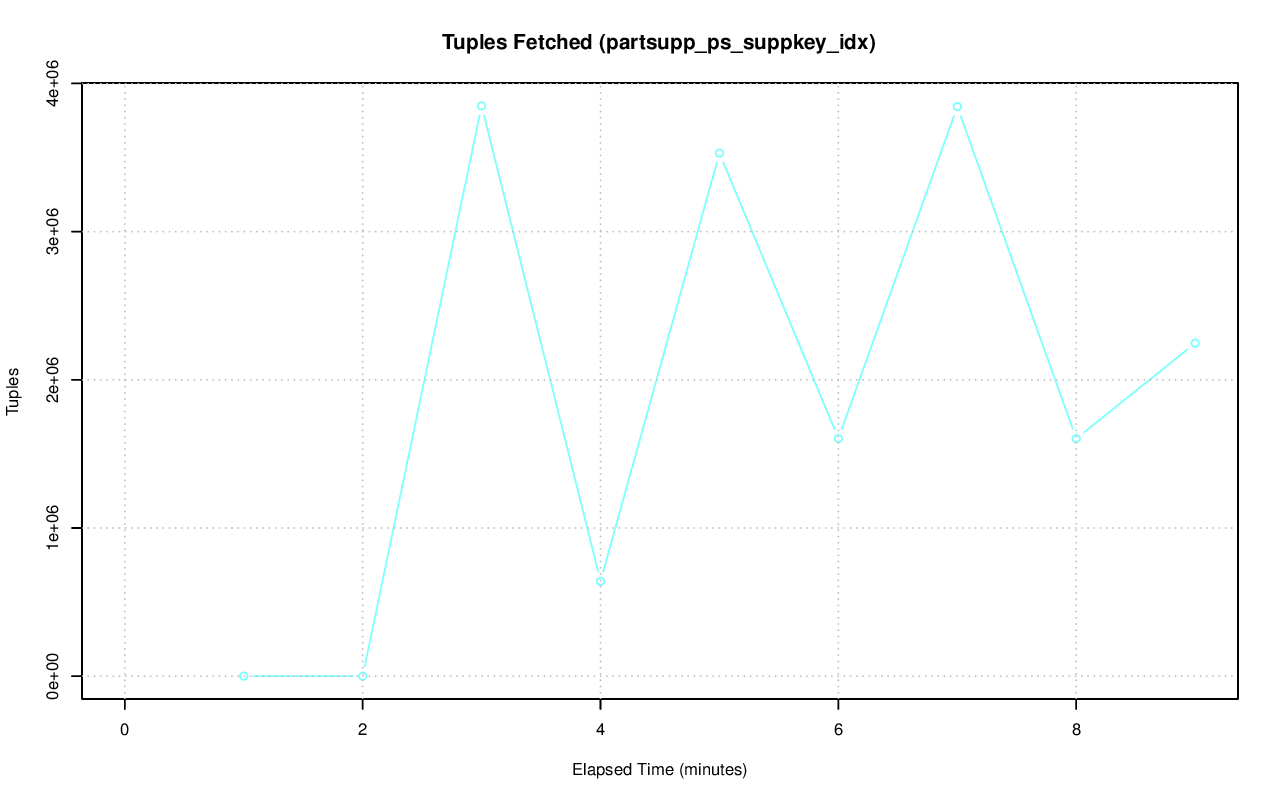 Tuples Fetched (partsupp_ps_suppkey_idx)
4e+06
3e+06
2e+06
1e+06
0e+00
Tuples
0 2 4 6 8
Elapsed Time (minutes)